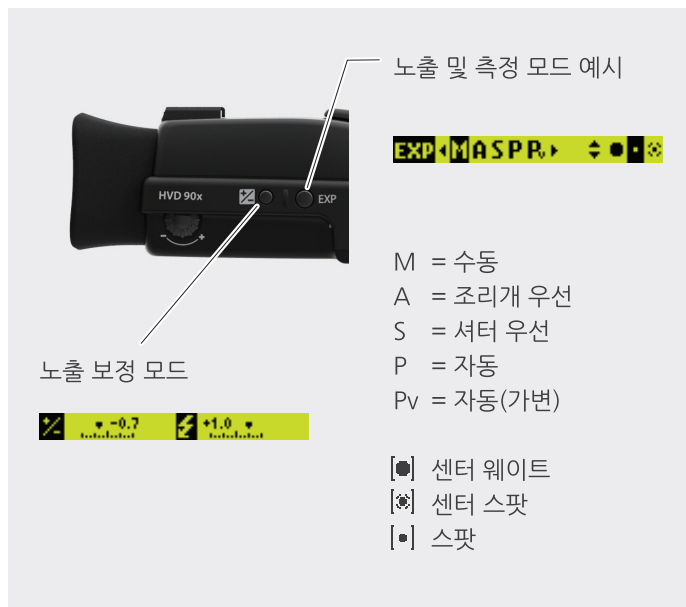 노출 및 측정 모드 예시
EXP M A S P Pv
HVD 90x
EXP
- +
M = 수동
A = 조리개 우선
S = 셔터 우선
P = 자동
Pv = 자동(가변)
노출 보정 모드
+/- -0.7 +1.0
센터 웨이트
센터 스팟
스팟